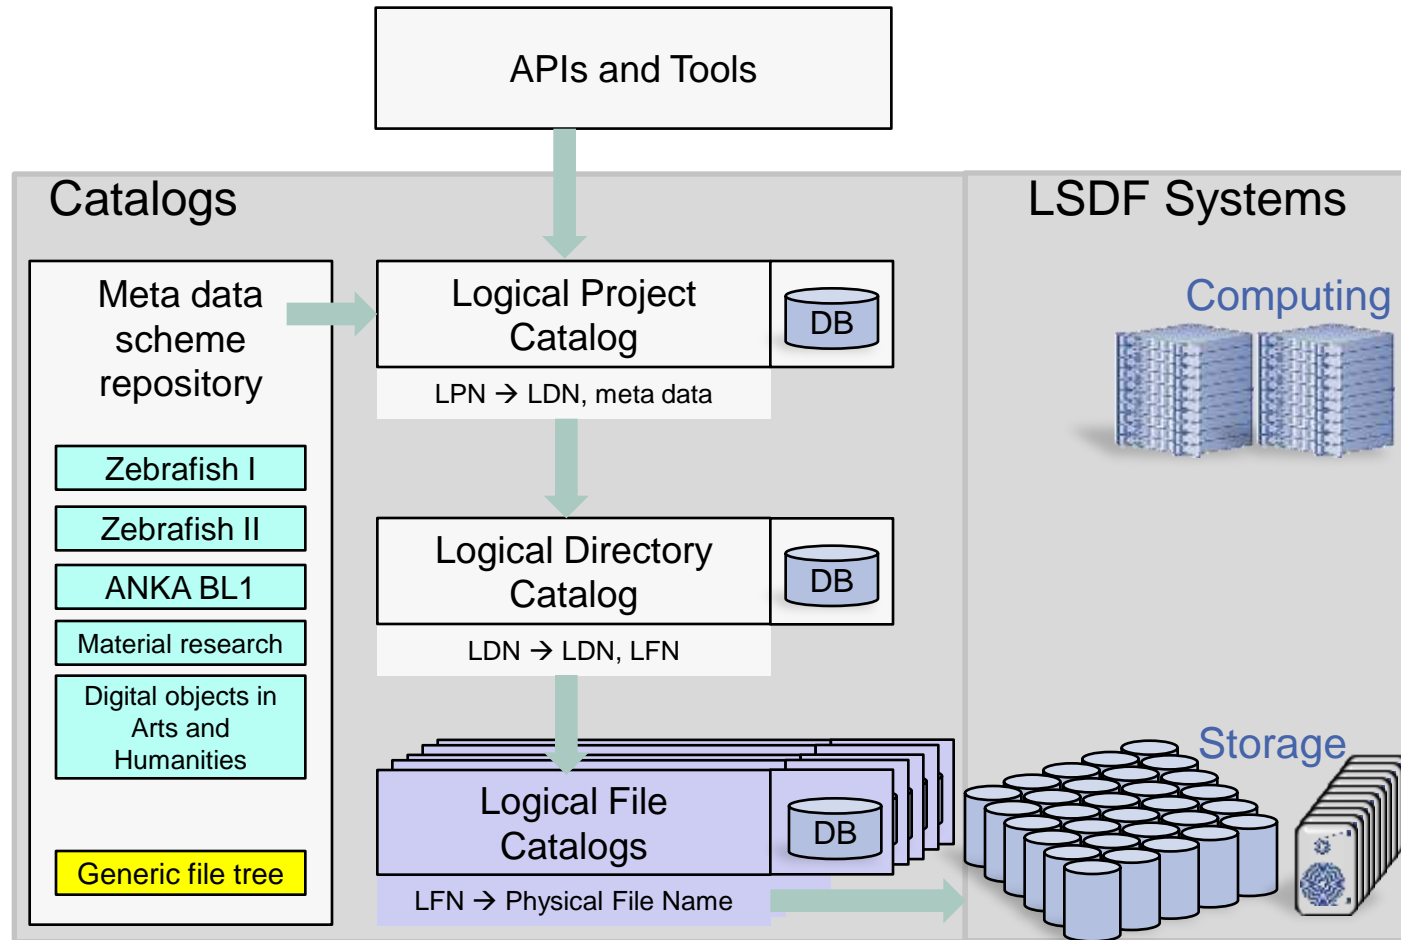 APIs and Tools
Catalogs
LSDF Systems
Meta data
scheme
repository
Zebrafish I
Zebrafish II
ANKA BL1
Material research
Digital objects in
Arts and
Humanities
Generic file tree
Logical Project
Catalog
DB
LPN → LDN, meta data
Logical Directory
Catalog
DB
LDN → LDN, LFN
Logical File
Catalogs
DB
LFN → Physical File Name
Computing
Storage